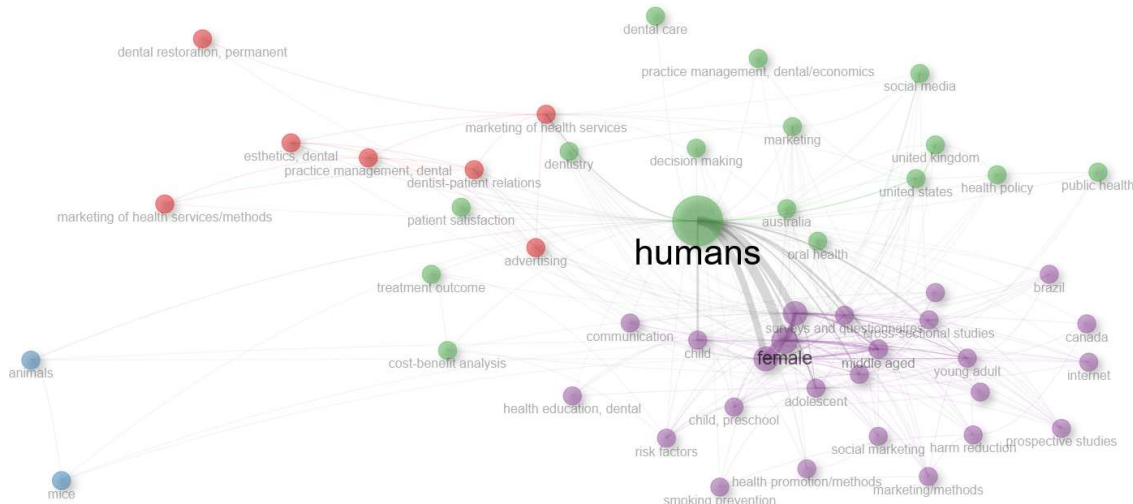 dental care
dental restoration, permanent
practice management, dental/economics
social media
marketing of health services
marketing
esthetics, dental
dentistry
decision making
united kingdom
practice management, dental
dentist-patient relations
united states
health policy
public health
marketing of health services/methods
patient satisfaction
australia
humans
oral health
advertising
treatment outcome
brazil
surveys and questionnaires
cross-sectional studies
communication
child
canada
female
middle aged
animals
cost-benefit analysis
young adult
internet
adolescent
health education, dental
child, preschool
risk factors
social marketing
harm reduction
prospective studies
health promotion/methods
marketing/methods
mice
smoking prevention